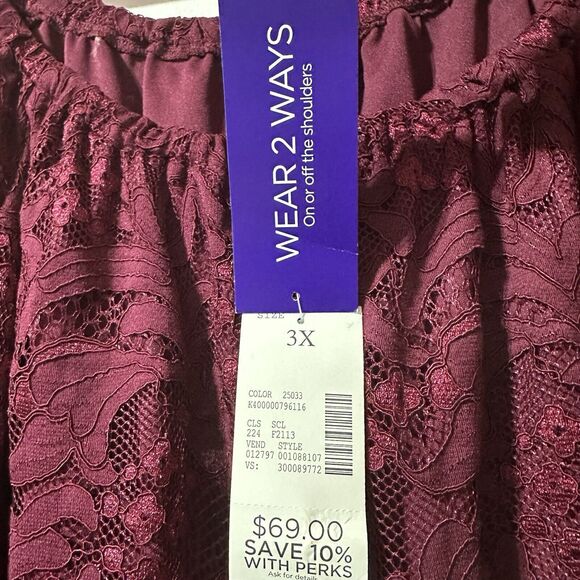 WEAR 2 WAYS
On or off the shoulders
SIZE
3X
COLOR 25033
K400000796116
CLS SCL
224 F2113
VEND STYLE
012797 001088107
VS: 300089772
$69.00
SAVE 10%
WITH PERKS
Ask for details